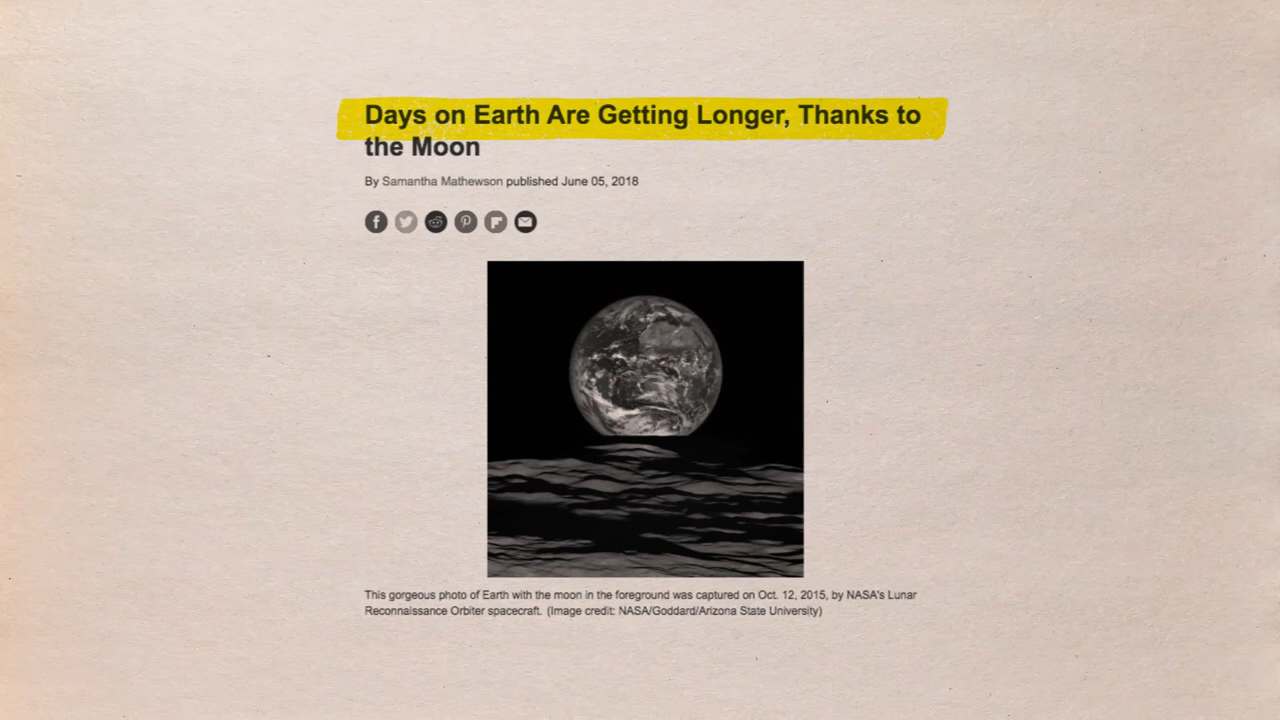 Days on Earth Are Getting Longer, Thanks to
the Moon
By Samantha Mathewson published June 05, 2018
This gorgeous photo of Earth with the moon in the foreground was captured on Oct. 12, 2015, by NASA's Lunar
Reconnaissance Orbiter spacecraft. (Image credit: NASA/Goddard/Arizona State University)